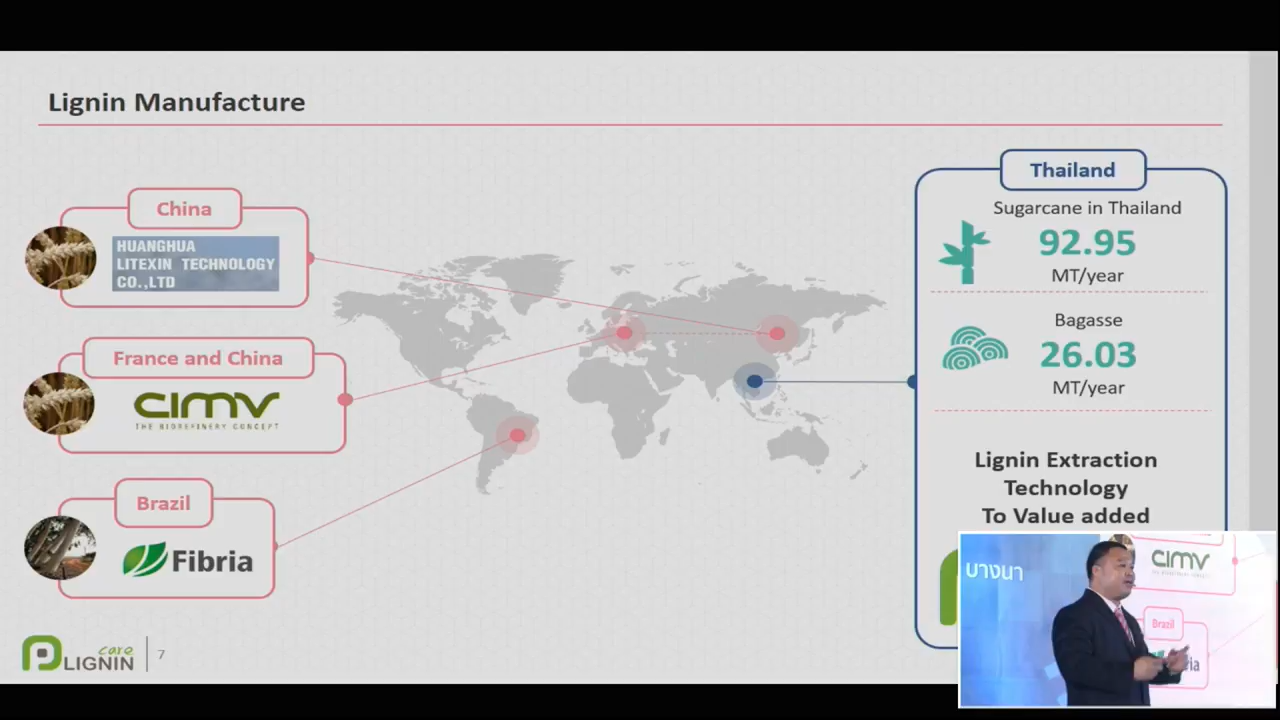 Lignin Manufacture
China
HUANGHUA
LITEXIN TECHNOLOGY
CO.,LTD
France and China
CIMV
THE BIOREFINERY CONCEPT
Brazil
Fibria
Thailand
Sugarcane in Thailand
92.95
MT/year
Bagasse
26.03
MT/year
Lignin Extraction
Technology
To Value added
บางนา
CIMV
Brazil
care
LIGNIN
7